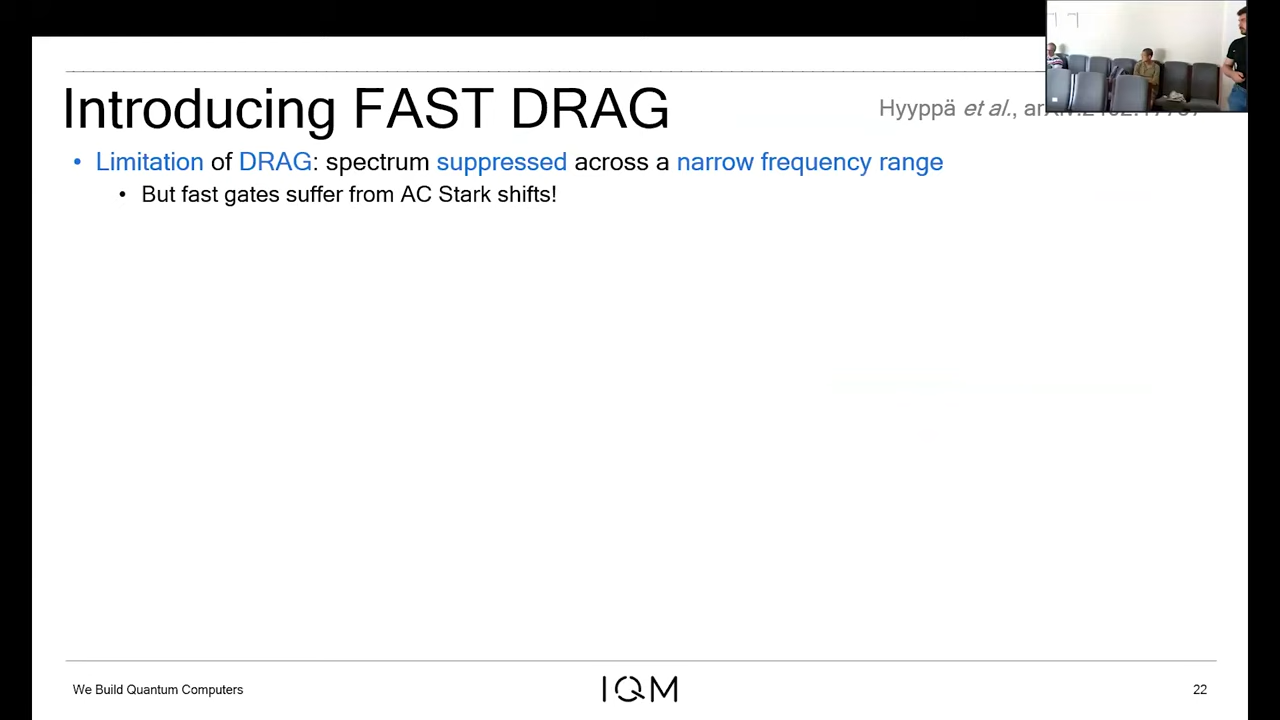 Introducing FAST DRAG
Hyyppä et al.,
• Limitation of DRAG: spectrum suppressed across a narrow frequency range
• But fast gates suffer from AC Stark shifts!
We Build Quantum Computers
IQM
22